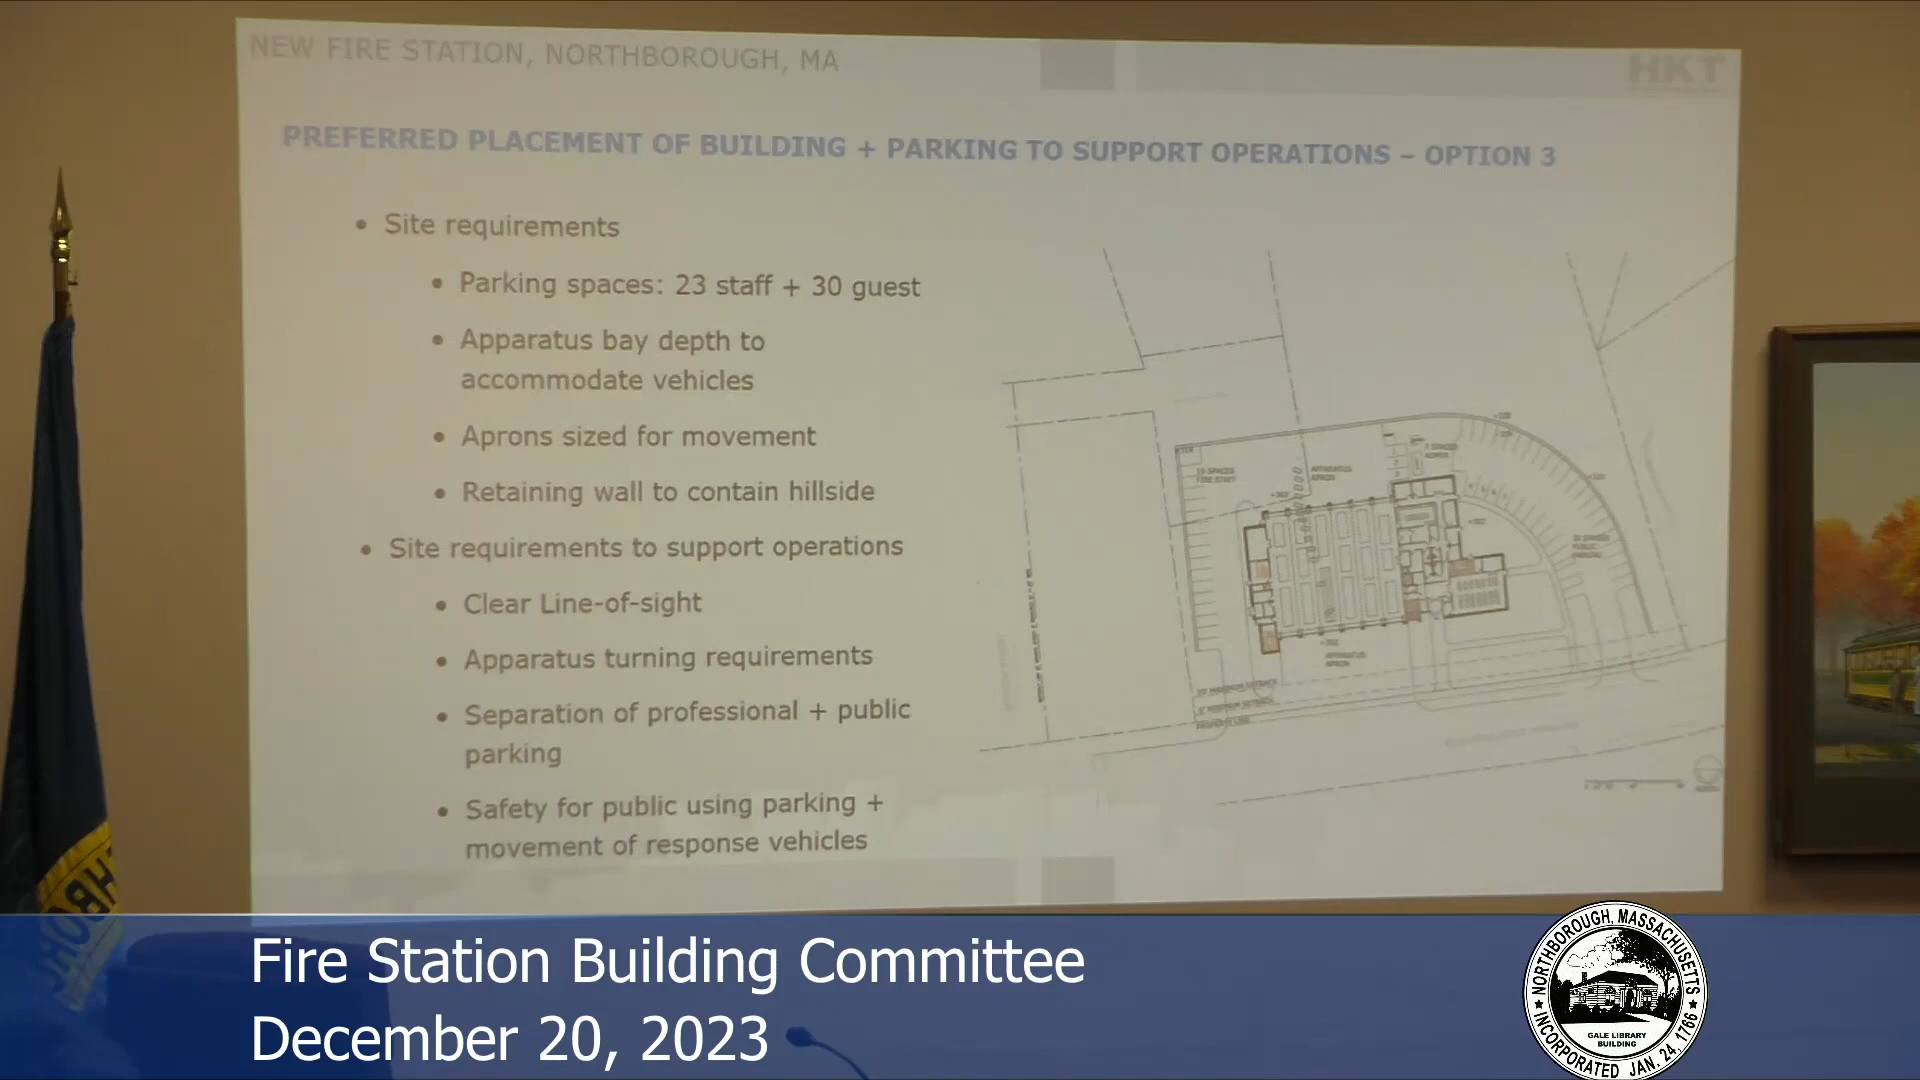 NEW FIRE STATION, NORTHBOROUGH, MA
HKT
PREFERRED PLACEMENT OF BUILDING + PARKING TO SUPPORT OPERATIONS – OPTION 3
• Site requirements
• Parking spaces: 23 staff + 30 guest
• Apparatus bay depth to
accommodate vehicles
• Aprons sized for movement
• Retaining wall to contain hillside
• Site requirements to support operations
• Clear Line-of-sight
• Apparatus turning requirements
• Separation of professional + public
parking
• Safety for public using parking +
movement of response vehicles
APPARATUS
APRON
APPARATUS
APRON
Fire Station Building Committee
December 20, 2023
NORTHBOROUGH, MASSACHUSETTS
GALE LIBRARY
BUILDING
INCORPORATED JAN. 24, 1766